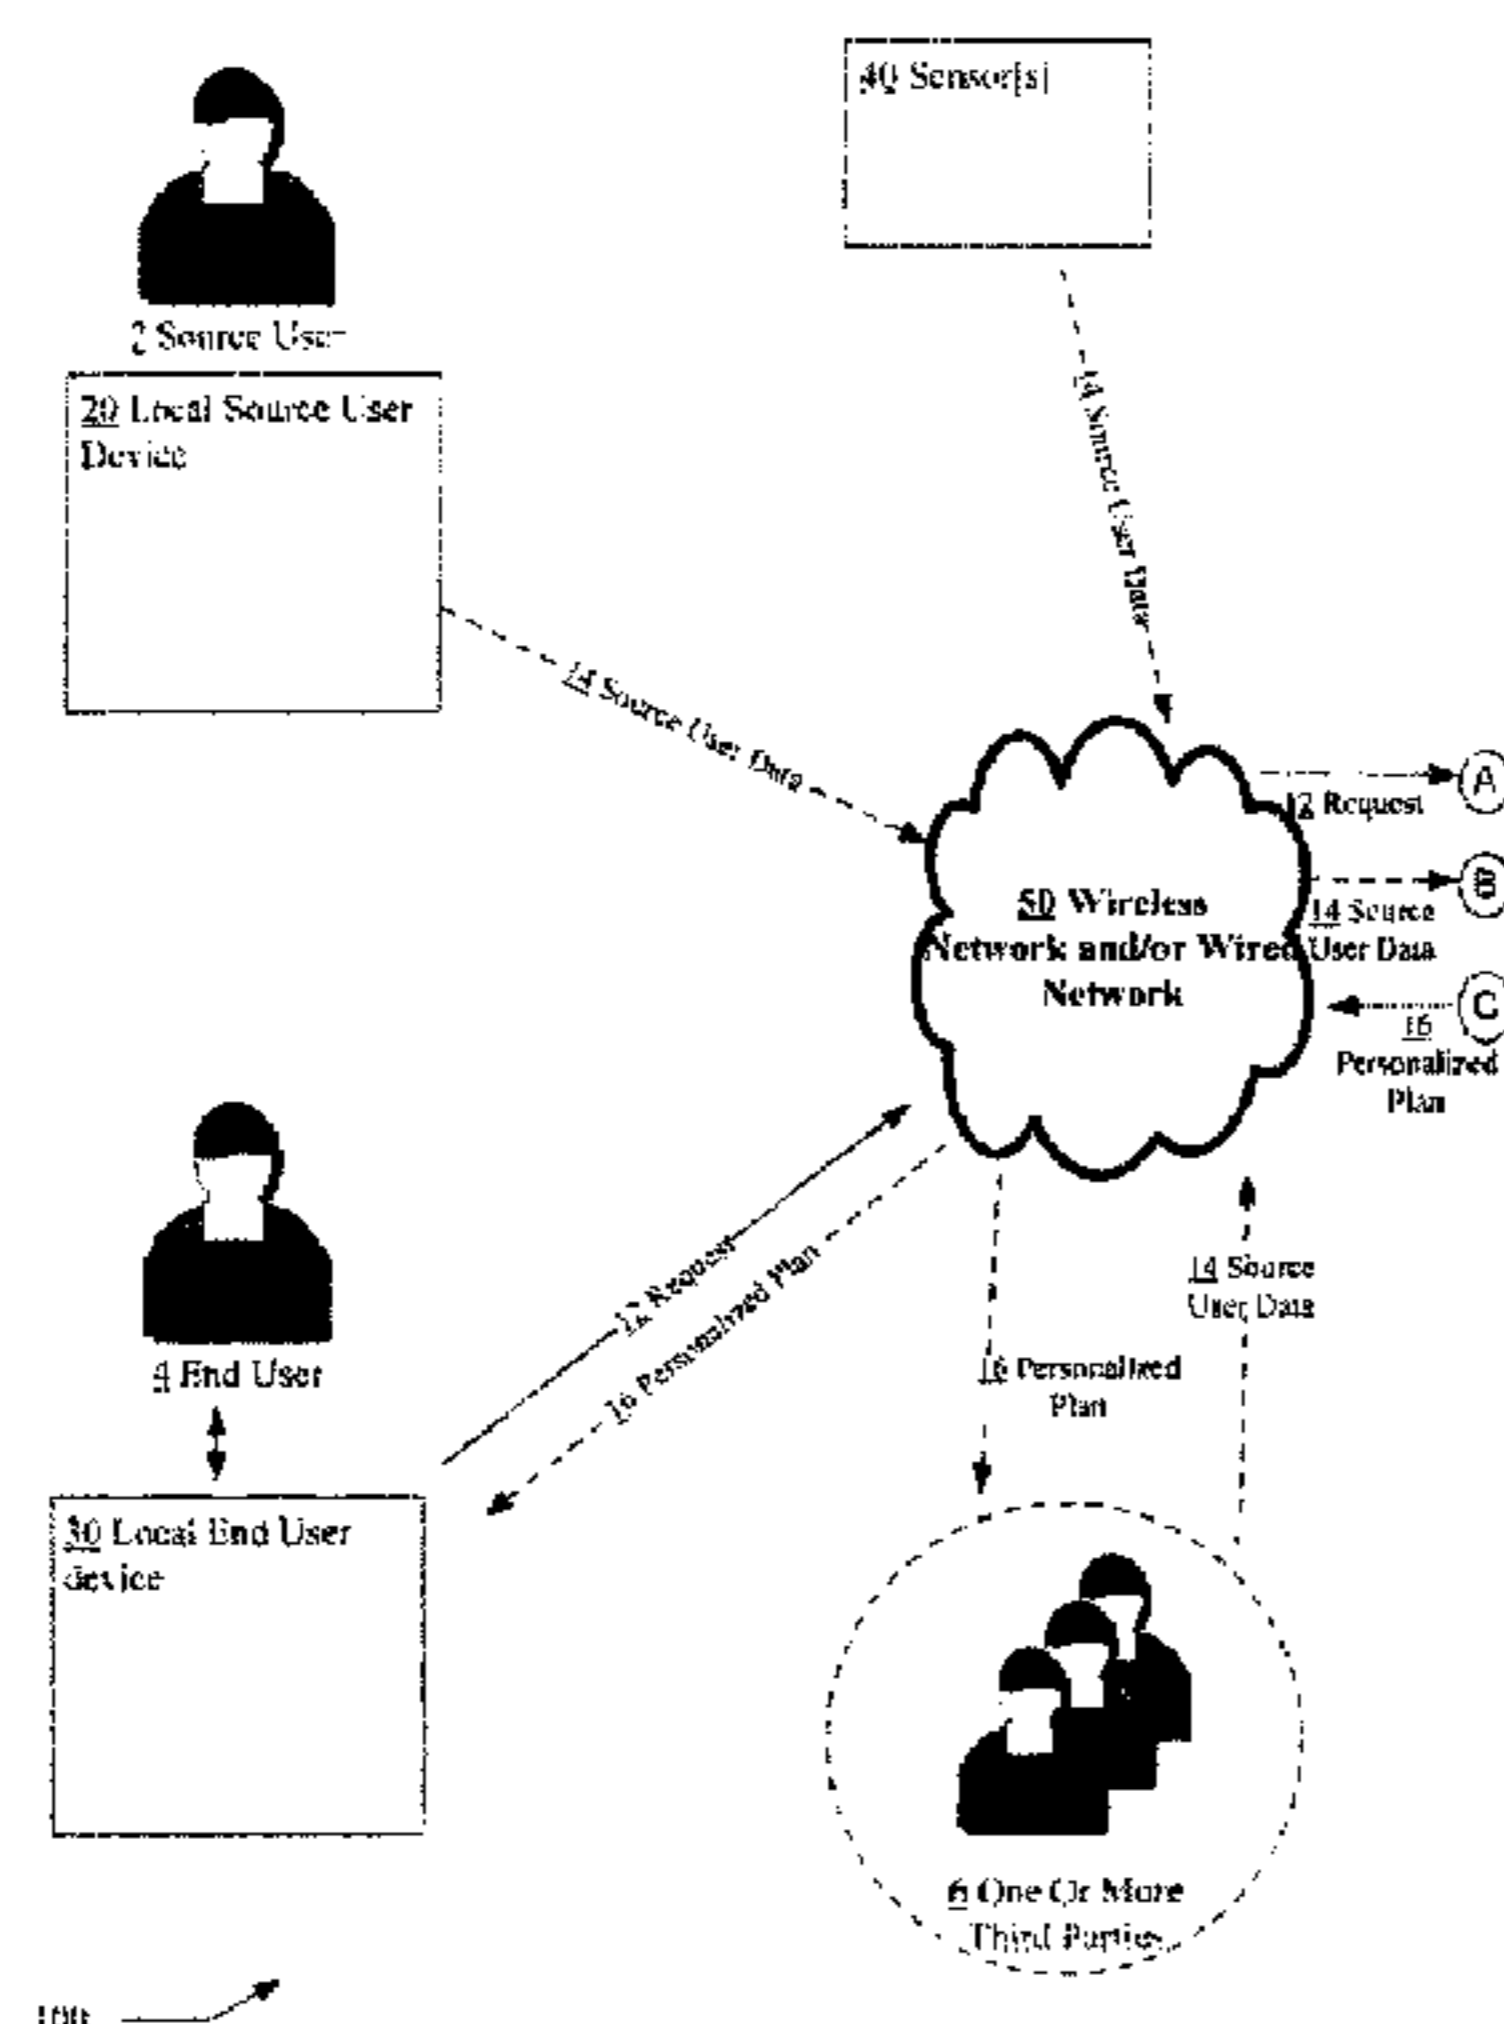 40 Sensor[s]
2 Source User
20 Local Source User
Device
14 Source User Data
14 Source User Data
A
12 Request
B
50 Wireless
Network and/or Wired
Network
14 Source
User Data
C
16
Personalized
Plan
12 Request
16 Personalized Plan
14 Source
User Data
16 Personalized
Plan
4 End User
30 Local End User
device
6 One Or More
Third Parties
100